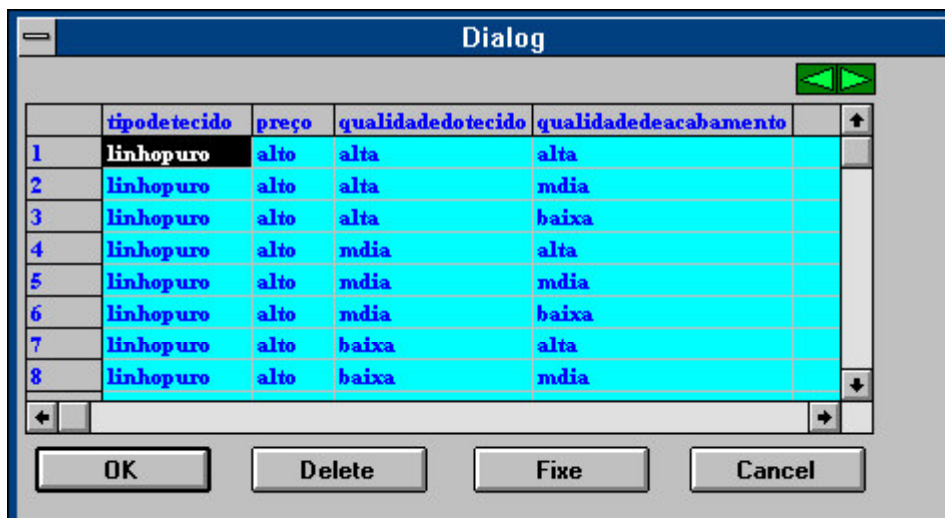 Dialog
tipodetecido preço qualidadedotecido qualidadedeacabamento
1 linhopuro alto alta alta
2 linhopuro alto alta mdia
3 linhopuro alto alta baixa
4 linhopuro alto mdia alta
5 linhopuro alto mdia mdia
6 linhopuro alto mdia baixa
7 linhopuro alto baixa alta
8 linhopuro alto baixa mdia
OK Delete Fixe Cancel